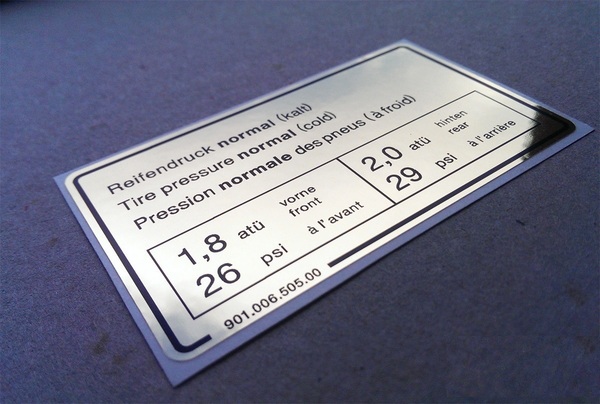 Reifendruck normal (kalt)
Tire pressure normal (cold)
Pression normale des pneus (à froid)
1,8 atü vorne
26 psi front
à l'avant
2,0 atü hinten
29 psi rear
à l'arrière
901.006.505.00